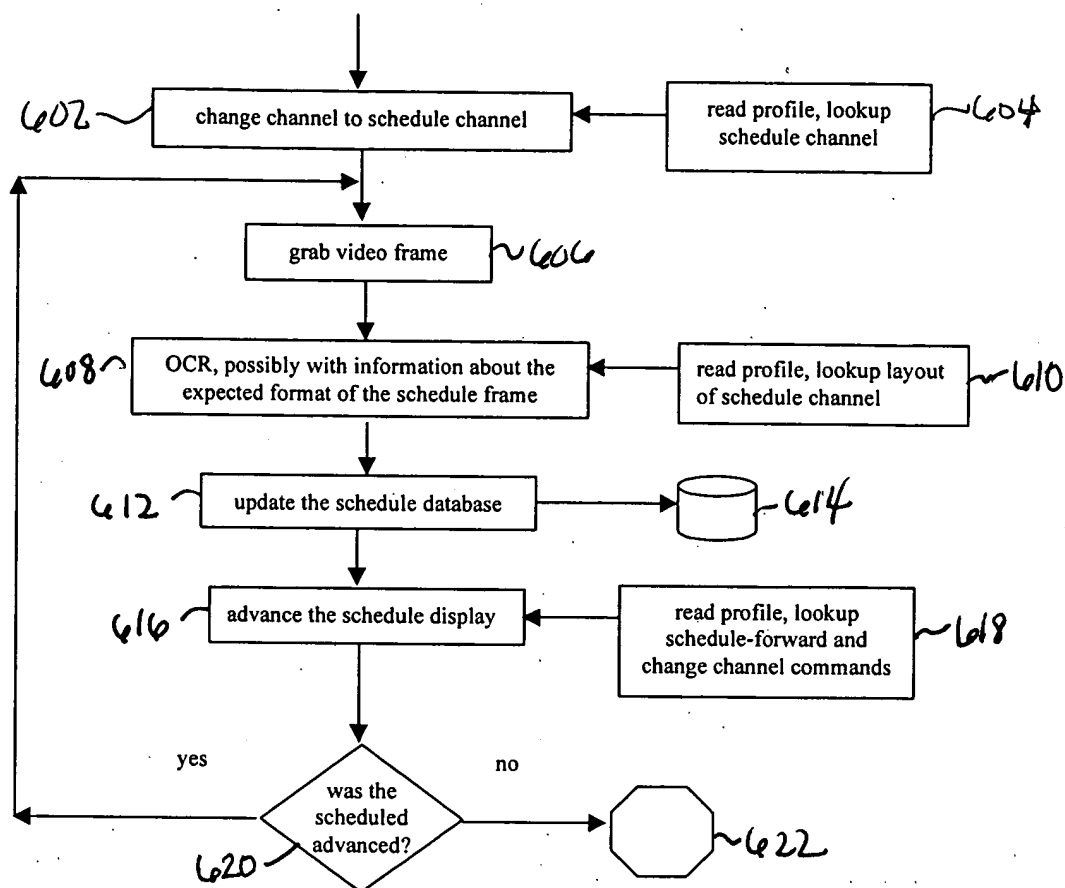 602
change channel to schedule channel
read profile, lookup
schedule channel
604
grab video frame
606
608
OCR, possibly with information about the
expected format of the schedule frame
read profile, lookup layout
of schedule channel
610
612
update the schedule database
614
616
advance the schedule display
read profile, lookup
schedule-forward and
change channel commands
618
yes
no
was the
scheduled
advanced?
620
622